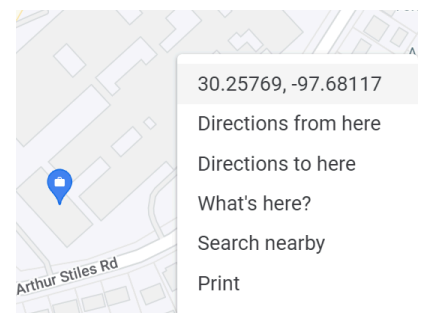 30.25769, -97.68117
Directions from here
Directions to here
What's here?
Search nearby
Print
Arthur Stiles Rd